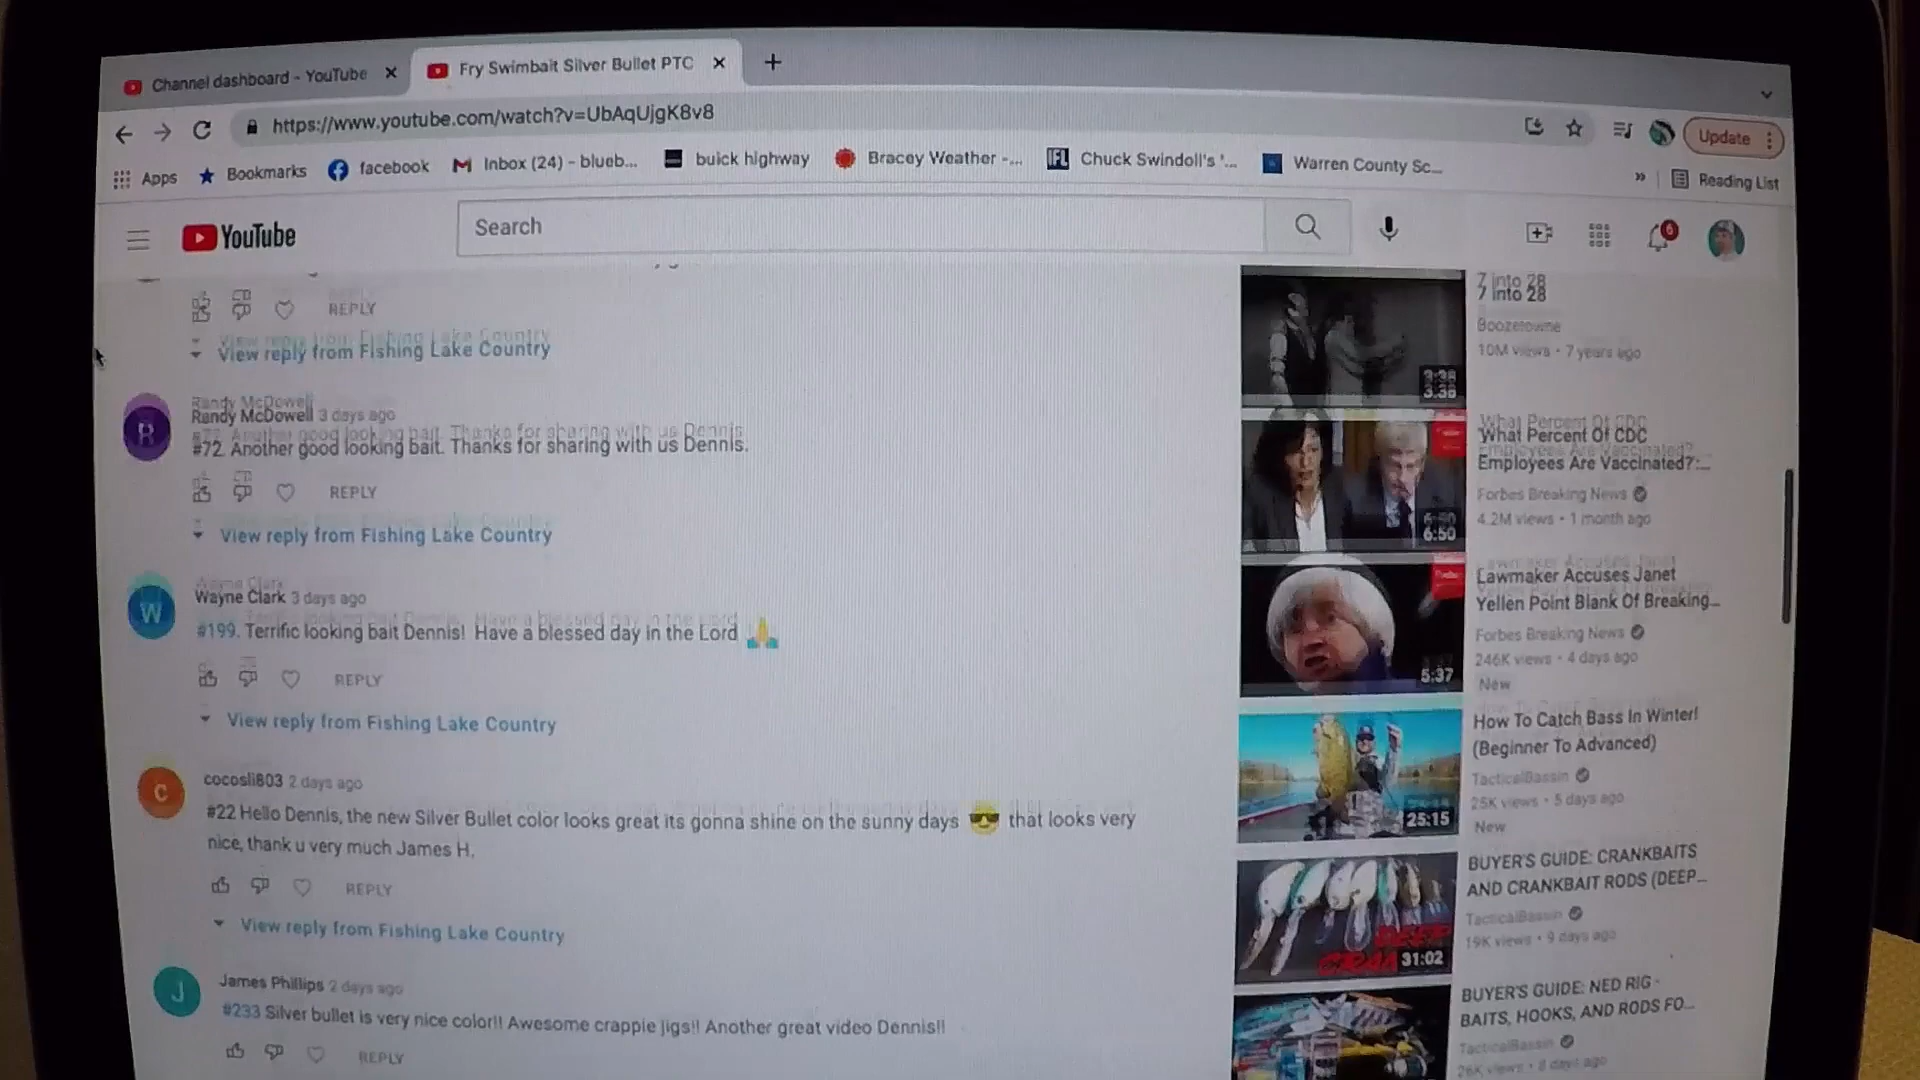 Channel dashboard - YouTube
Fry Swimbait Silver Bullet PTC
https://www.youtube.com/watch?v=UbAqUjgK8v8
Update
Apps
Bookmarks
facebook
Inbox (24) - blueb...
buick highway
Bracey Weather -...
IFL
Chuck Swindoll's '...
Warren County Sc...
»
Reading List
YouTube
Search
6
REPLY
View reply from Fishing Lake Country
R
Randy McDowell 3 days ago
#72. Another good looking bait. Thanks for sharing with us Dennis.
REPLY
View reply from Fishing Lake Country
W
Wayne Clark 3 days ago
#199. Terrific looking bait Dennis! Have a blessed day in the Lord 🙏
REPLY
View reply from Fishing Lake Country
C
cocosli803 2 days ago
#22 Hello Dennis, the new Silver Bullet color looks great its gonna shine on the sunny days 😎 that looks very
nice, thank u very much James H.
REPLY
View reply from Fishing Lake Country
J
James Phillips 2 days ago
#233 Silver bullet is very nice color!! Awesome crappie jigs!! Another great video Dennis!!
REPLY
7 into 28
Boozetowne
10M views • 7 years ago
3:38
What Percent Of CDC
Employees Are Vaccinated?:...
Forbes Breaking News
4.2M views • 1 month ago
6:50
Lawmaker Accuses Janet
Yellen Point Blank Of Breaking...
Forbes Breaking News
246K views • 4 days ago
New
5:37
How To Catch Bass In Winter!
(Beginner To Advanced)
TacticalBassin
25K views • 5 days ago
New
25:15
BUYER'S GUIDE: CRANKBAITS
AND CRANKBAIT RODS (DEEP...
TacticalBassin
19K views • 9 days ago
DEEP
31:02
BUYER'S GUIDE: NED RIG -
BAITS, HOOKS, AND RODS FO...
TacticalBassin
26K views • 8 days ago